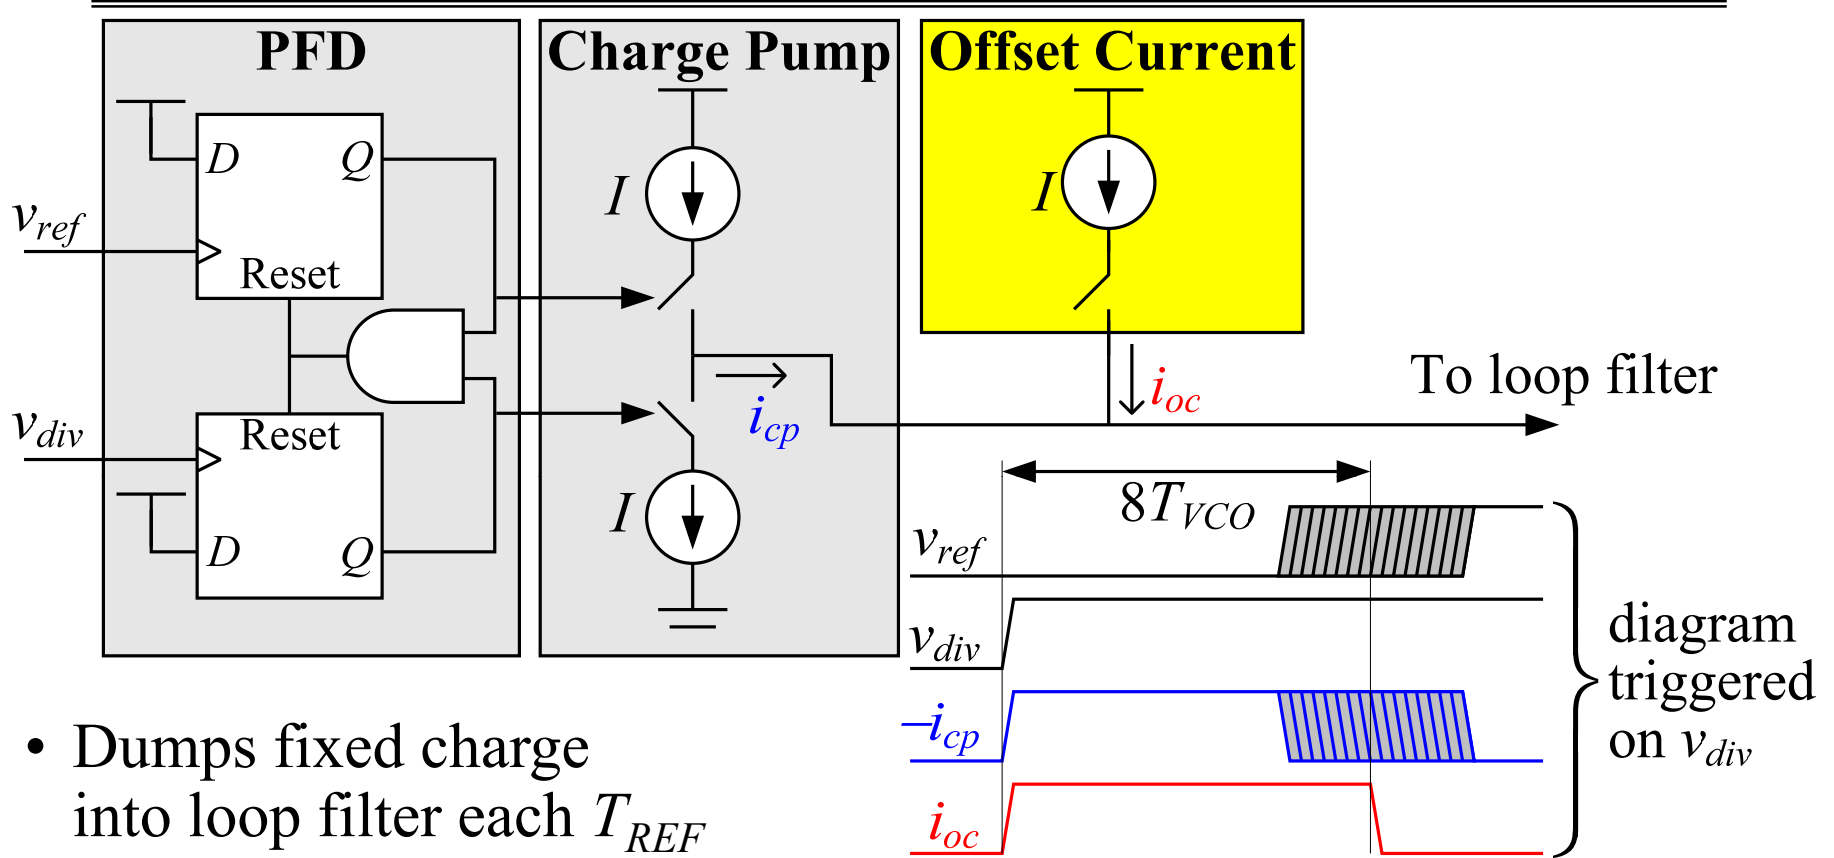 PFD
Charge Pump
Offset Current
D
Q
I
I
v_ref
Reset
To loop filter
i_oc
v_div
Reset
i_cp
8T_VCO
D
Q
I
v_ref
v_div
diagram
triggered
on v_div
–i_cp
i_oc
• Dumps fixed charge
into loop filter each T_REF